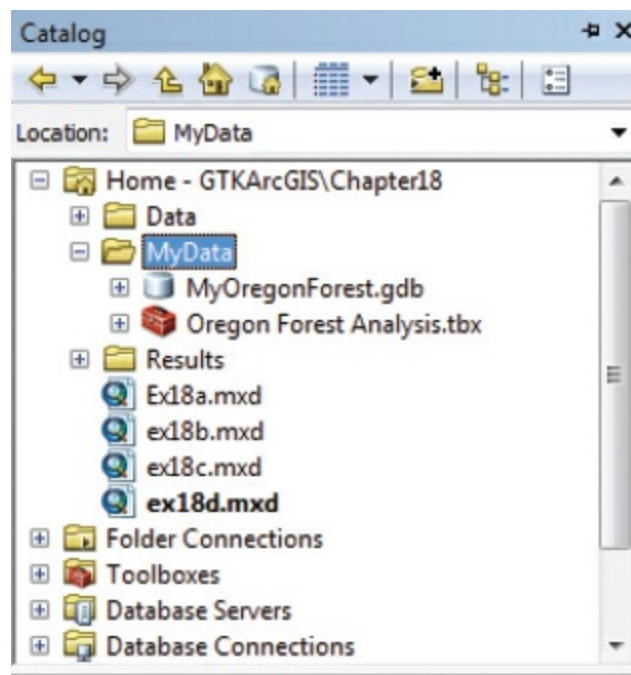 Catalog
Location: MyData
Home - GTKArcGIS\Chapter18
Data
MyData
MyOregonForest.gdb
Oregon Forest Analysis.tbx
Results
Ex18a.mxd
ex18b.mxd
ex18c.mxd
ex18d.mxd
Folder Connections
Toolboxes
Database Servers
Database Connections